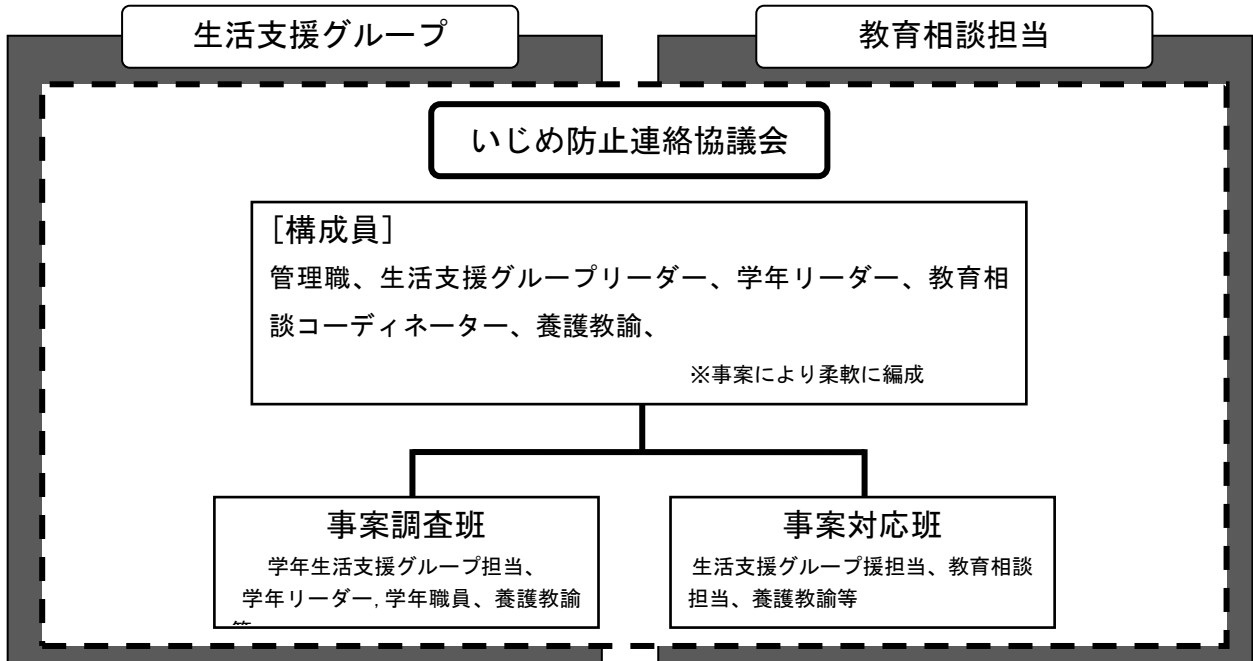 生活支援グループ
教育相談担当
いじめ防止連絡協議会
［構成員］
管理職、生活支援グループリーダー、学年リーダー、教育相
談コーディネーター、養護教諭、
※事案により柔軟に編成
事案調査班
学年生活支援グループ担当、
学年リーダー,学年職員、養護教諭
事案対応班
生活支援グループ援担当、教育相談
担当、養護教諭等